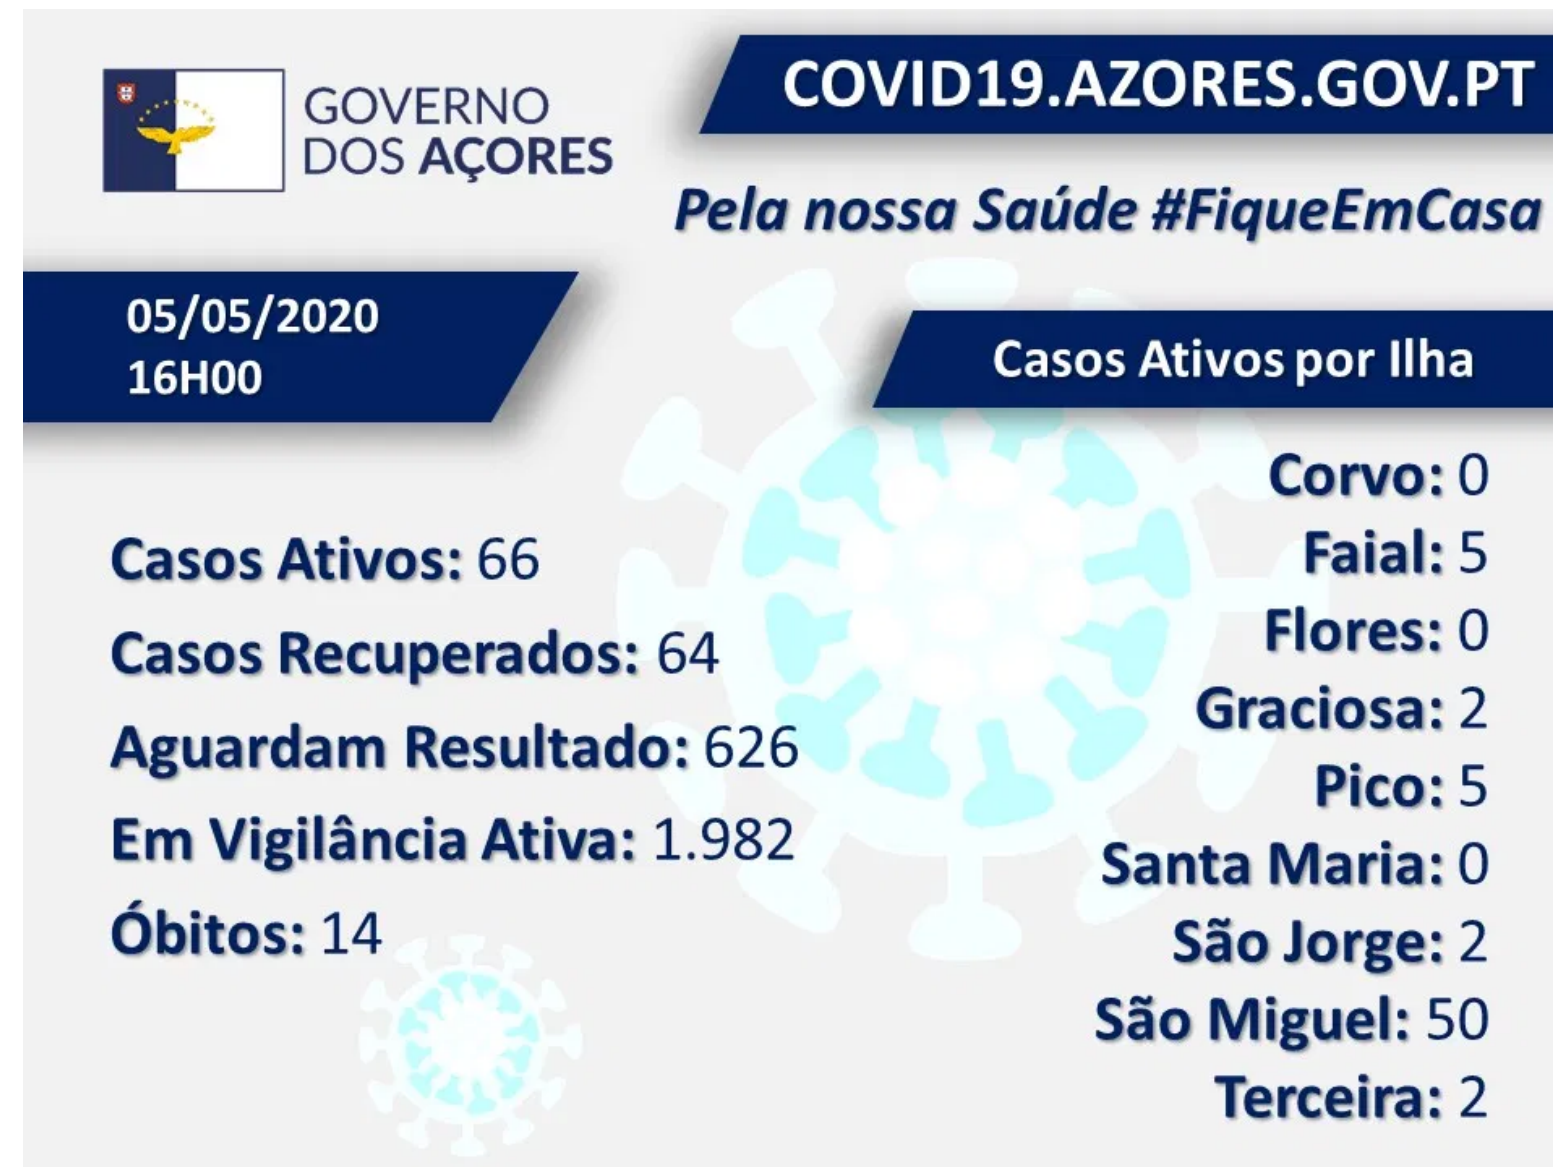 GOVERNO
DOS AÇORES
COVID19.AZORES.GOV.PT
Pela nossa Saúde #FiqueEmCasa
05/05/2020
16H00
Casos Ativos: 66
Casos Recuperados: 64
Aguardam Resultado: 626
Em Vigilância Ativa: 1.982
Óbitos: 14
Casos Ativos por Ilha
Corvo: 0
Faial: 5
Flores: 0
Graciosa: 2
Pico: 5
Santa Maria: 0
São Jorge: 2
São Miguel: 50
Terceira: 2